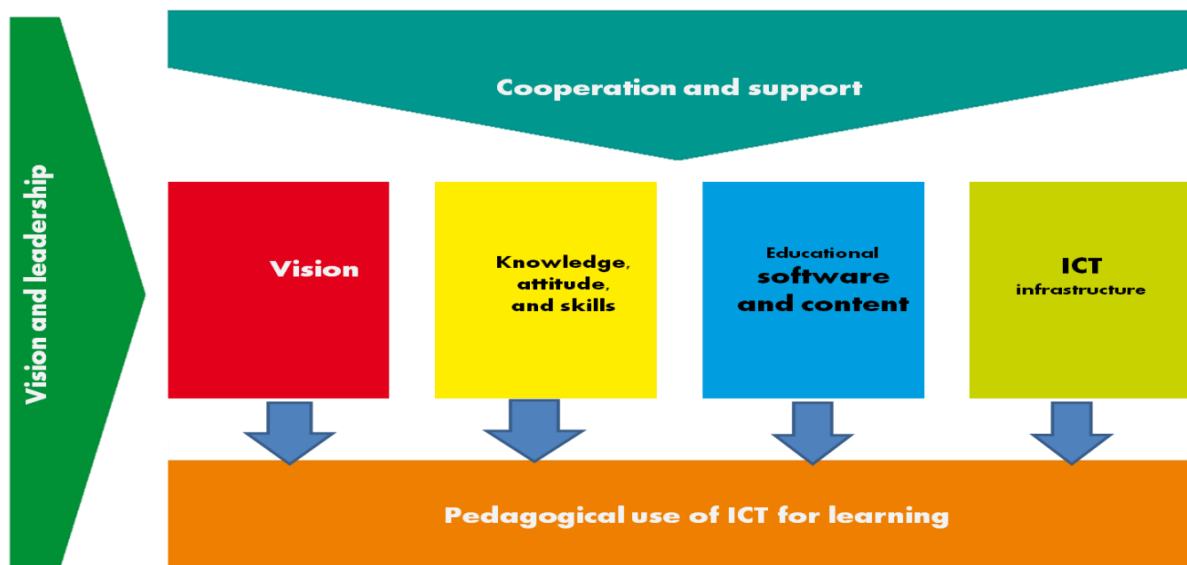 Cooperation and support
Vision and leadership
Vision
Knowledge,
attitude,
and skills
Educational
software
and content
ICT
infrastructure
Pedagogical use of ICT for learning